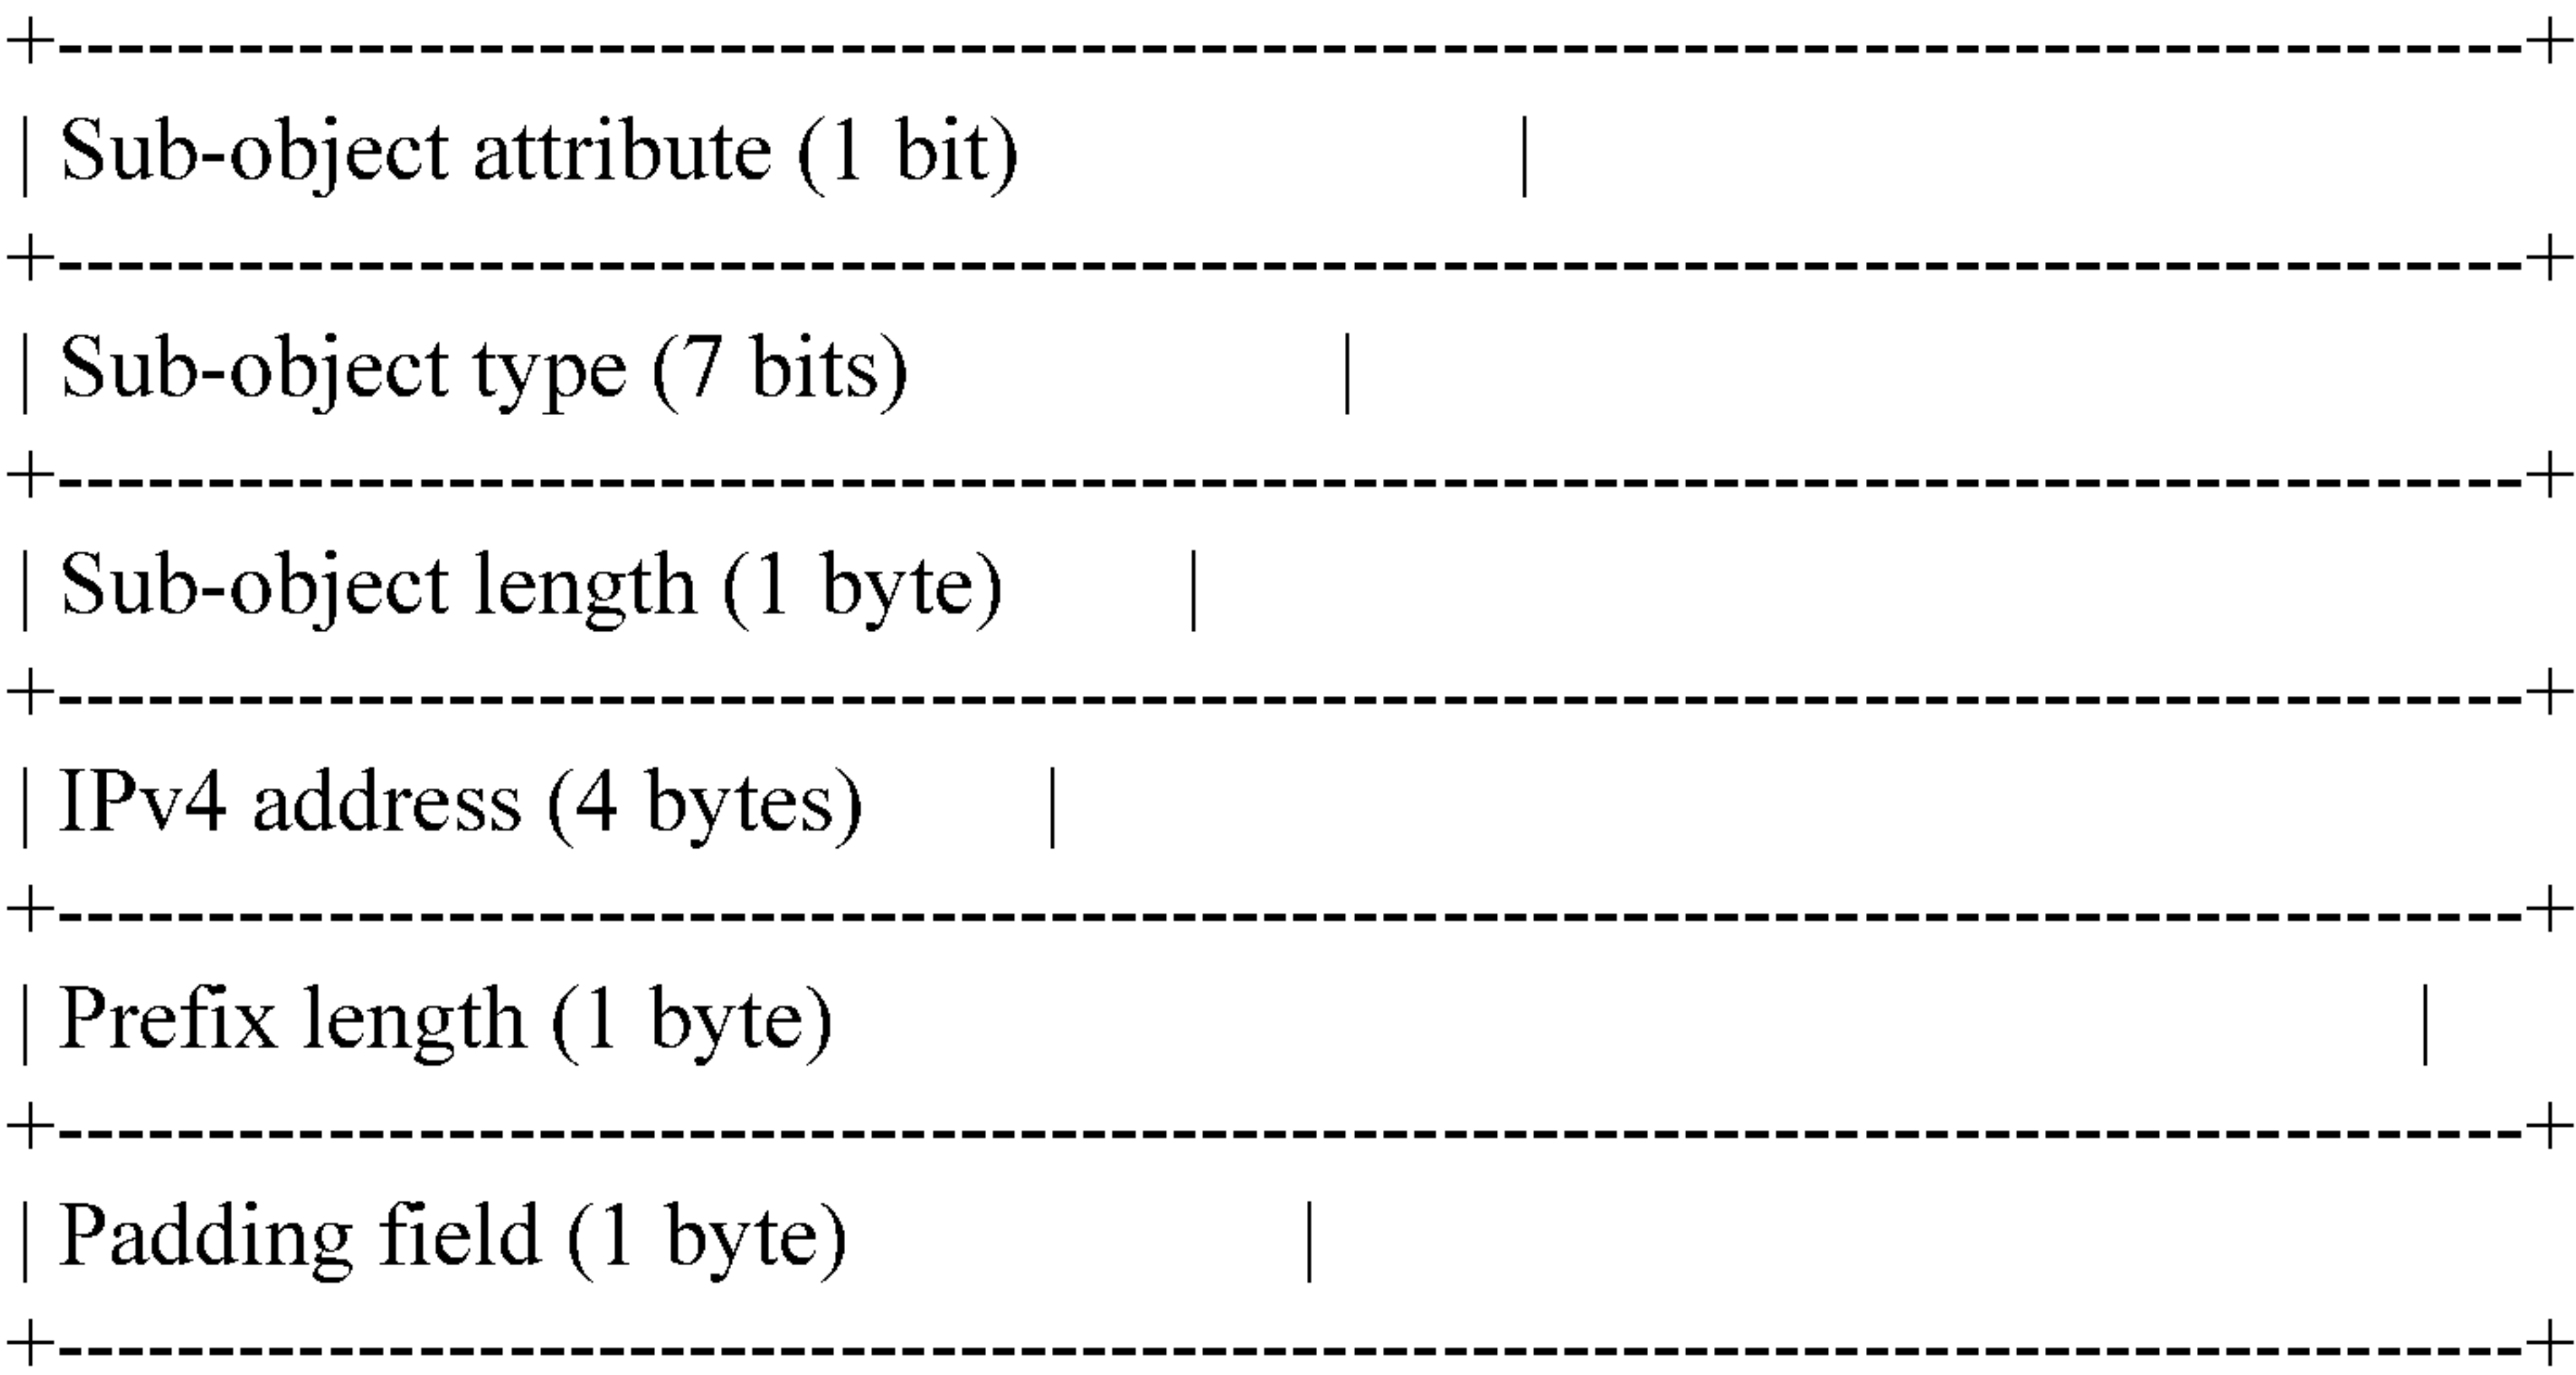 +----------------------------------------------------------------------------------+
| Sub-object attribute (1 bit) |
+----------------------------------------------------------------------------------+
| Sub-object type (7 bits) |
+----------------------------------------------------------------------------------+
| Sub-object length (1 byte) |
+----------------------------------------------------------------------------------+
| IPv4 address (4 bytes) |
+----------------------------------------------------------------------------------+
| Prefix length (1 byte) |
+----------------------------------------------------------------------------------+
| Padding field (1 byte) |
+----------------------------------------------------------------------------------+